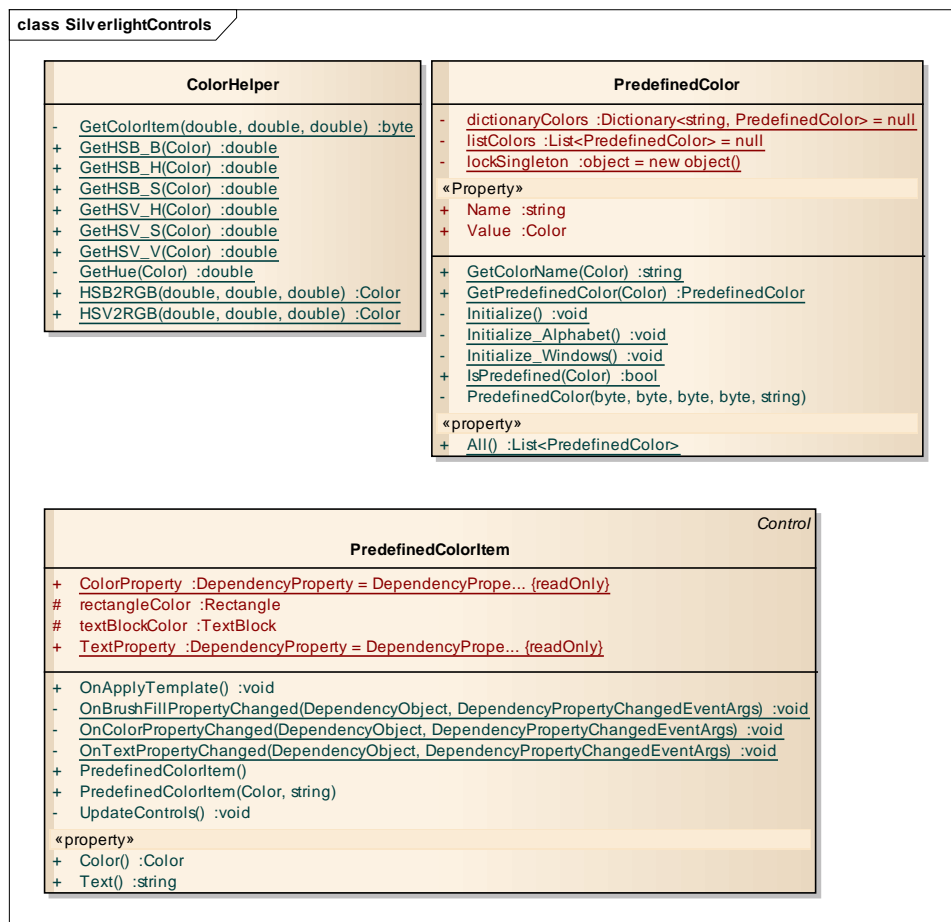 class SilverlightControls
ColorHelper
- GetColorItem(double, double, double) :byte
+ GetHSB_B(Color) :double
+ GetHSB_H(Color) :double
+ GetHSB_S(Color) :double
+ GetHSV_H(Color) :double
+ GetHSV_S(Color) :double
+ GetHSV_V(Color) :double
- GetHue(Color) :double
+ HSB2RGB(double, double, double) :Color
+ HSV2RGB(double, double, double) :Color
PredefinedColor
- dictionaryColors :Dictionary<string, PredefinedColor> = null
- listColors :List<PredefinedColor> = null
- lockSingleton :object = new object()
«Property»
+ Name :string
+ Value :Color
+ GetColorName(Color) :string
+ GetPredefinedColor(Color) :PredefinedColor
- Initialize() :void
- Initialize_Alphabet() :void
- Initialize_Windows() :void
+ IsPredefined(Color) :bool
- PredefinedColor(byte, byte, byte, byte, string)
«property»
+ All() :List<PredefinedColor>
Control
PredefinedColorItem
+ ColorProperty :DependencyProperty = DependencyPrope... {readOnly}
# rectangleColor :Rectangle
# textBlockColor :TextBlock
+ TextProperty :DependencyProperty = DependencyPrope... {readOnly}
+ OnApplyTemplate() :void
- OnBrushFillPropertyChanged(DependencyObject, DependencyPropertyChangedEventArgs) :void
- OnColorPropertyChanged(DependencyObject, DependencyPropertyChangedEventArgs) :void
- OnTextPropertyChanged(DependencyObject, DependencyPropertyChangedEventArgs) :void
+ PredefinedColorItem()
+ PredefinedColorItem(Color, string)
- UpdateControls() :void
«property»
+ Color() :Color
+ Text() :string